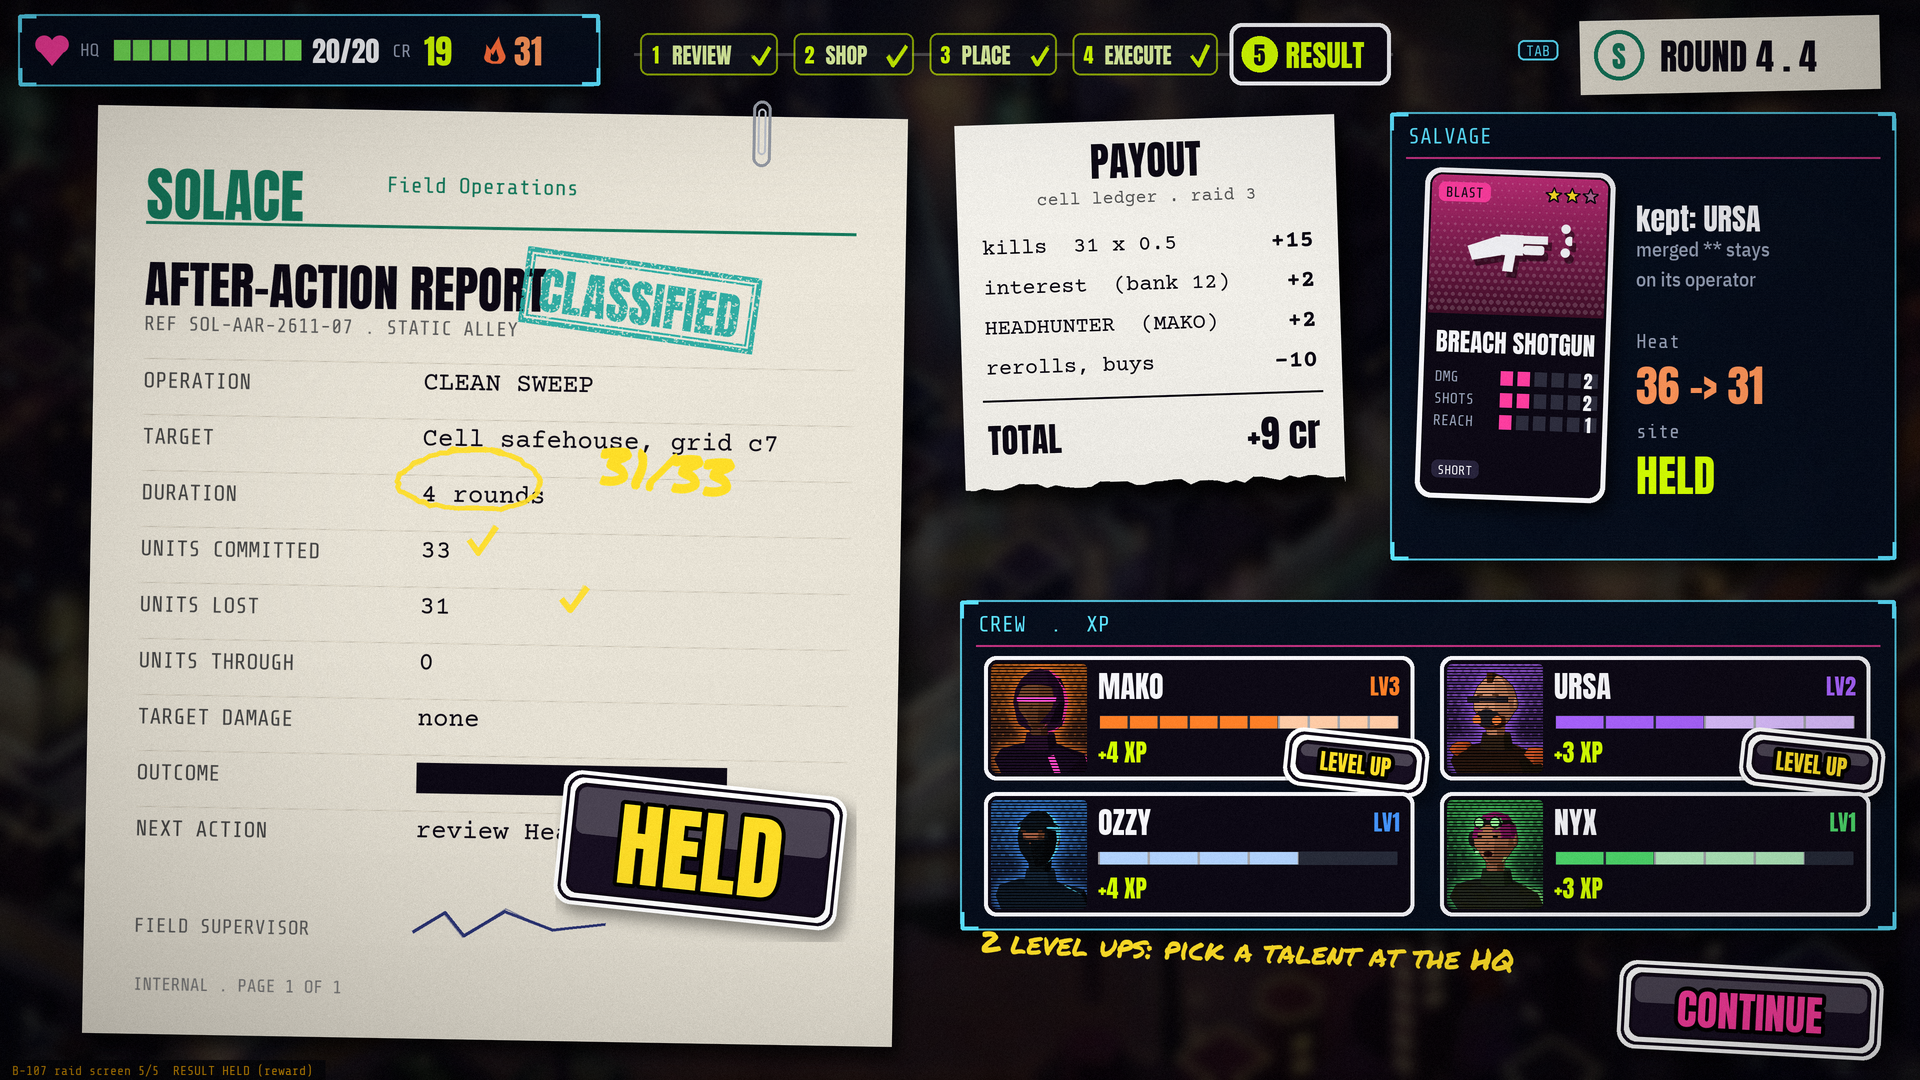 HQ 20/20 CR 19 31
1 REVIEW 2 SHOP 3 PLACE 4 EXECUTE 5 RESULT
TAB
S ROUND 4 . 4
SOLACE Field Operations
AFTER-ACTION REPORT
CLASSIFIED
REF SOL-AAR-2611-07 . STATIC ALLEY
OPERATION CLEAN SWEEP
TARGET Cell safehouse, grid c7
31/33
DURATION 4 rounds
UNITS COMMITTED 33
UNITS LOST 31
UNITS THROUGH 0
TARGET DAMAGE none
OUTCOME
HELD
NEXT ACTION review
FIELD SUPERVISOR
INTERNAL . PAGE 1 OF 1
PAYOUT
cell ledger . raid 3
kills 31 x 0.5 +15
interest (bank 12) +2
HEADHUNTER (MAKO) +2
rerolls, buys -10
TOTAL +9 cr
SALVAGE
BLAST
BREACH SHOTGUN
DMG 2
SHOTS 2
REACH 1
SHORT
kept: URSA
merged ** stays
on its operator
Heat
36 -> 31
site
HELD
CREW . XP
MAKO LV3
+4 XP
LEVEL UP
URSA LV2
+3 XP
LEVEL UP
OZZY LV1
+4 XP
NYX LV1
+3 XP
2 LEVEL UPS: PICK A TALENT AT THE HQ
CONTINUE
B-107 raid screen 5/5 RESULT HELD (reward)